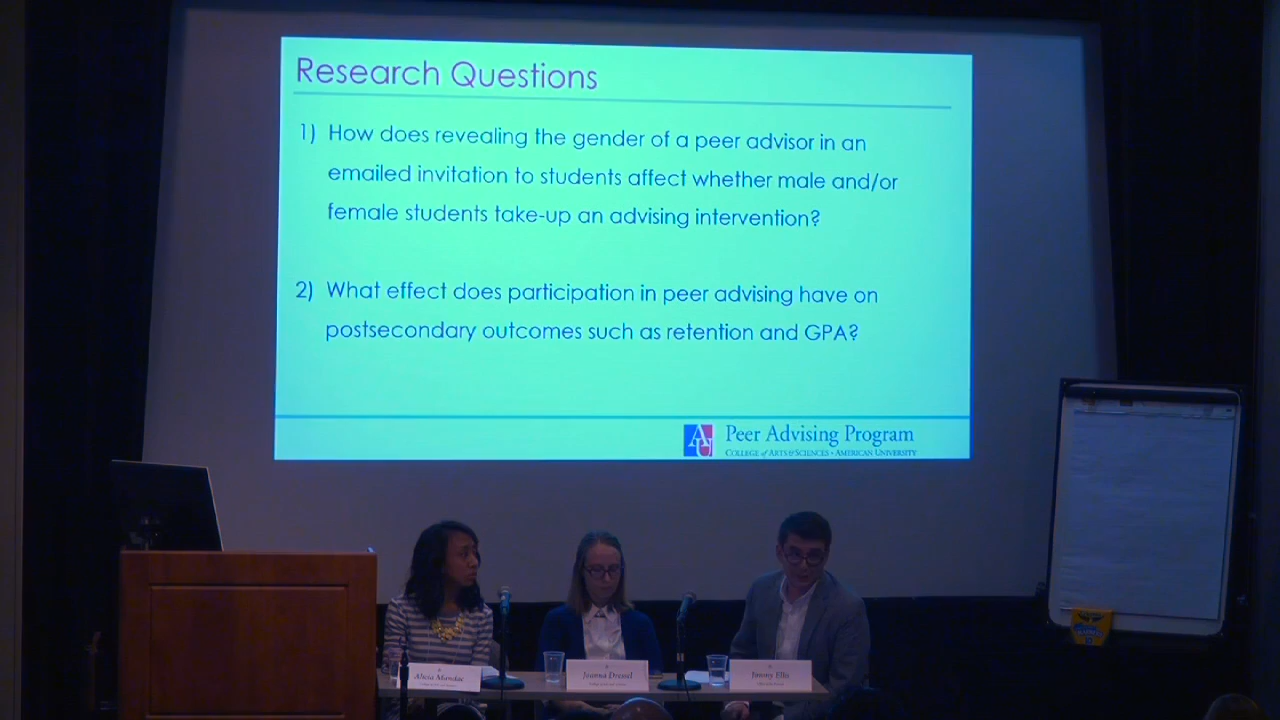 Research Questions
1) How does revealing the gender of a peer advisor in an
emailed invitation to students affect whether male and/or
female students take-up an advising intervention?
2) What effect does participation in peer advising have on
postsecondary outcomes such as retention and GPA?
AU Peer Advising Program
COLLEGE of ARTS & SCIENCES • AMERICAN UNIVERSITY
Alicia
Joanna
Ellis